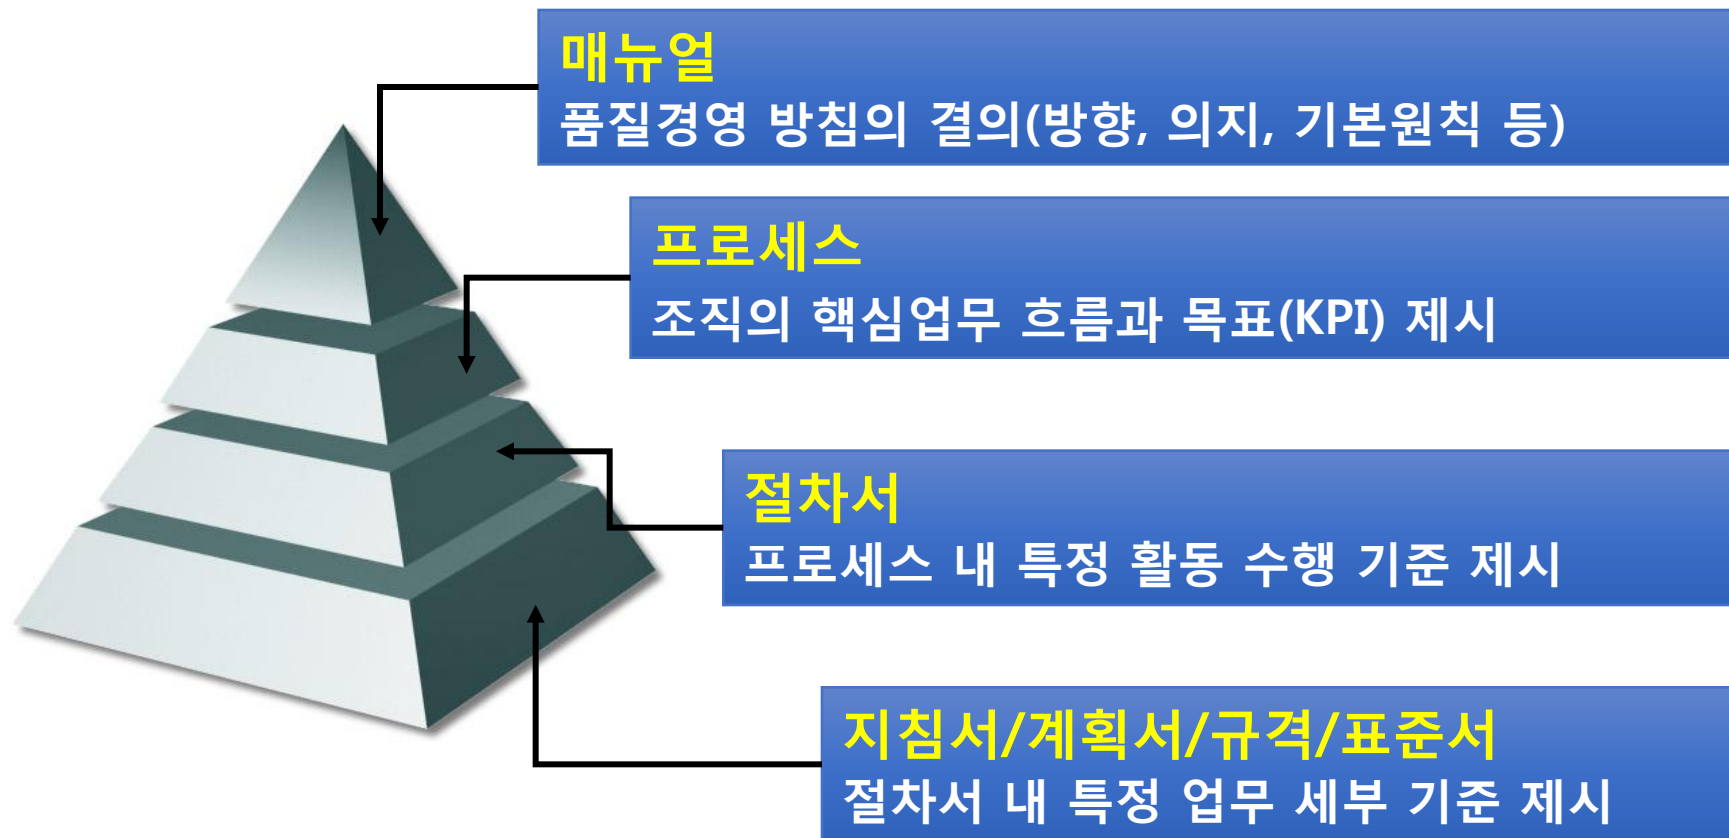 매뉴얼
품질경영 방침의 결의(방향, 의지, 기본원칙 등)
프로세스
조직의 핵심업무 흐름과 목표(KPI) 제시
절차서
프로세스 내 특정 활동 수행 기준 제시
지침서/계획서/규격/표준서
절차서 내 특정 업무 세부 기준 제시